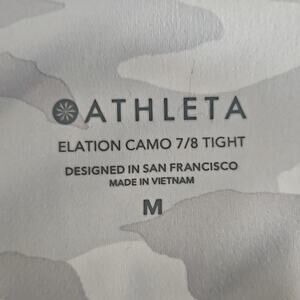 ATHLETA
ELATION CAMO 7/8 TIGHT
DESIGNED IN SAN FRANCISCO
MADE IN VIETNAM
M